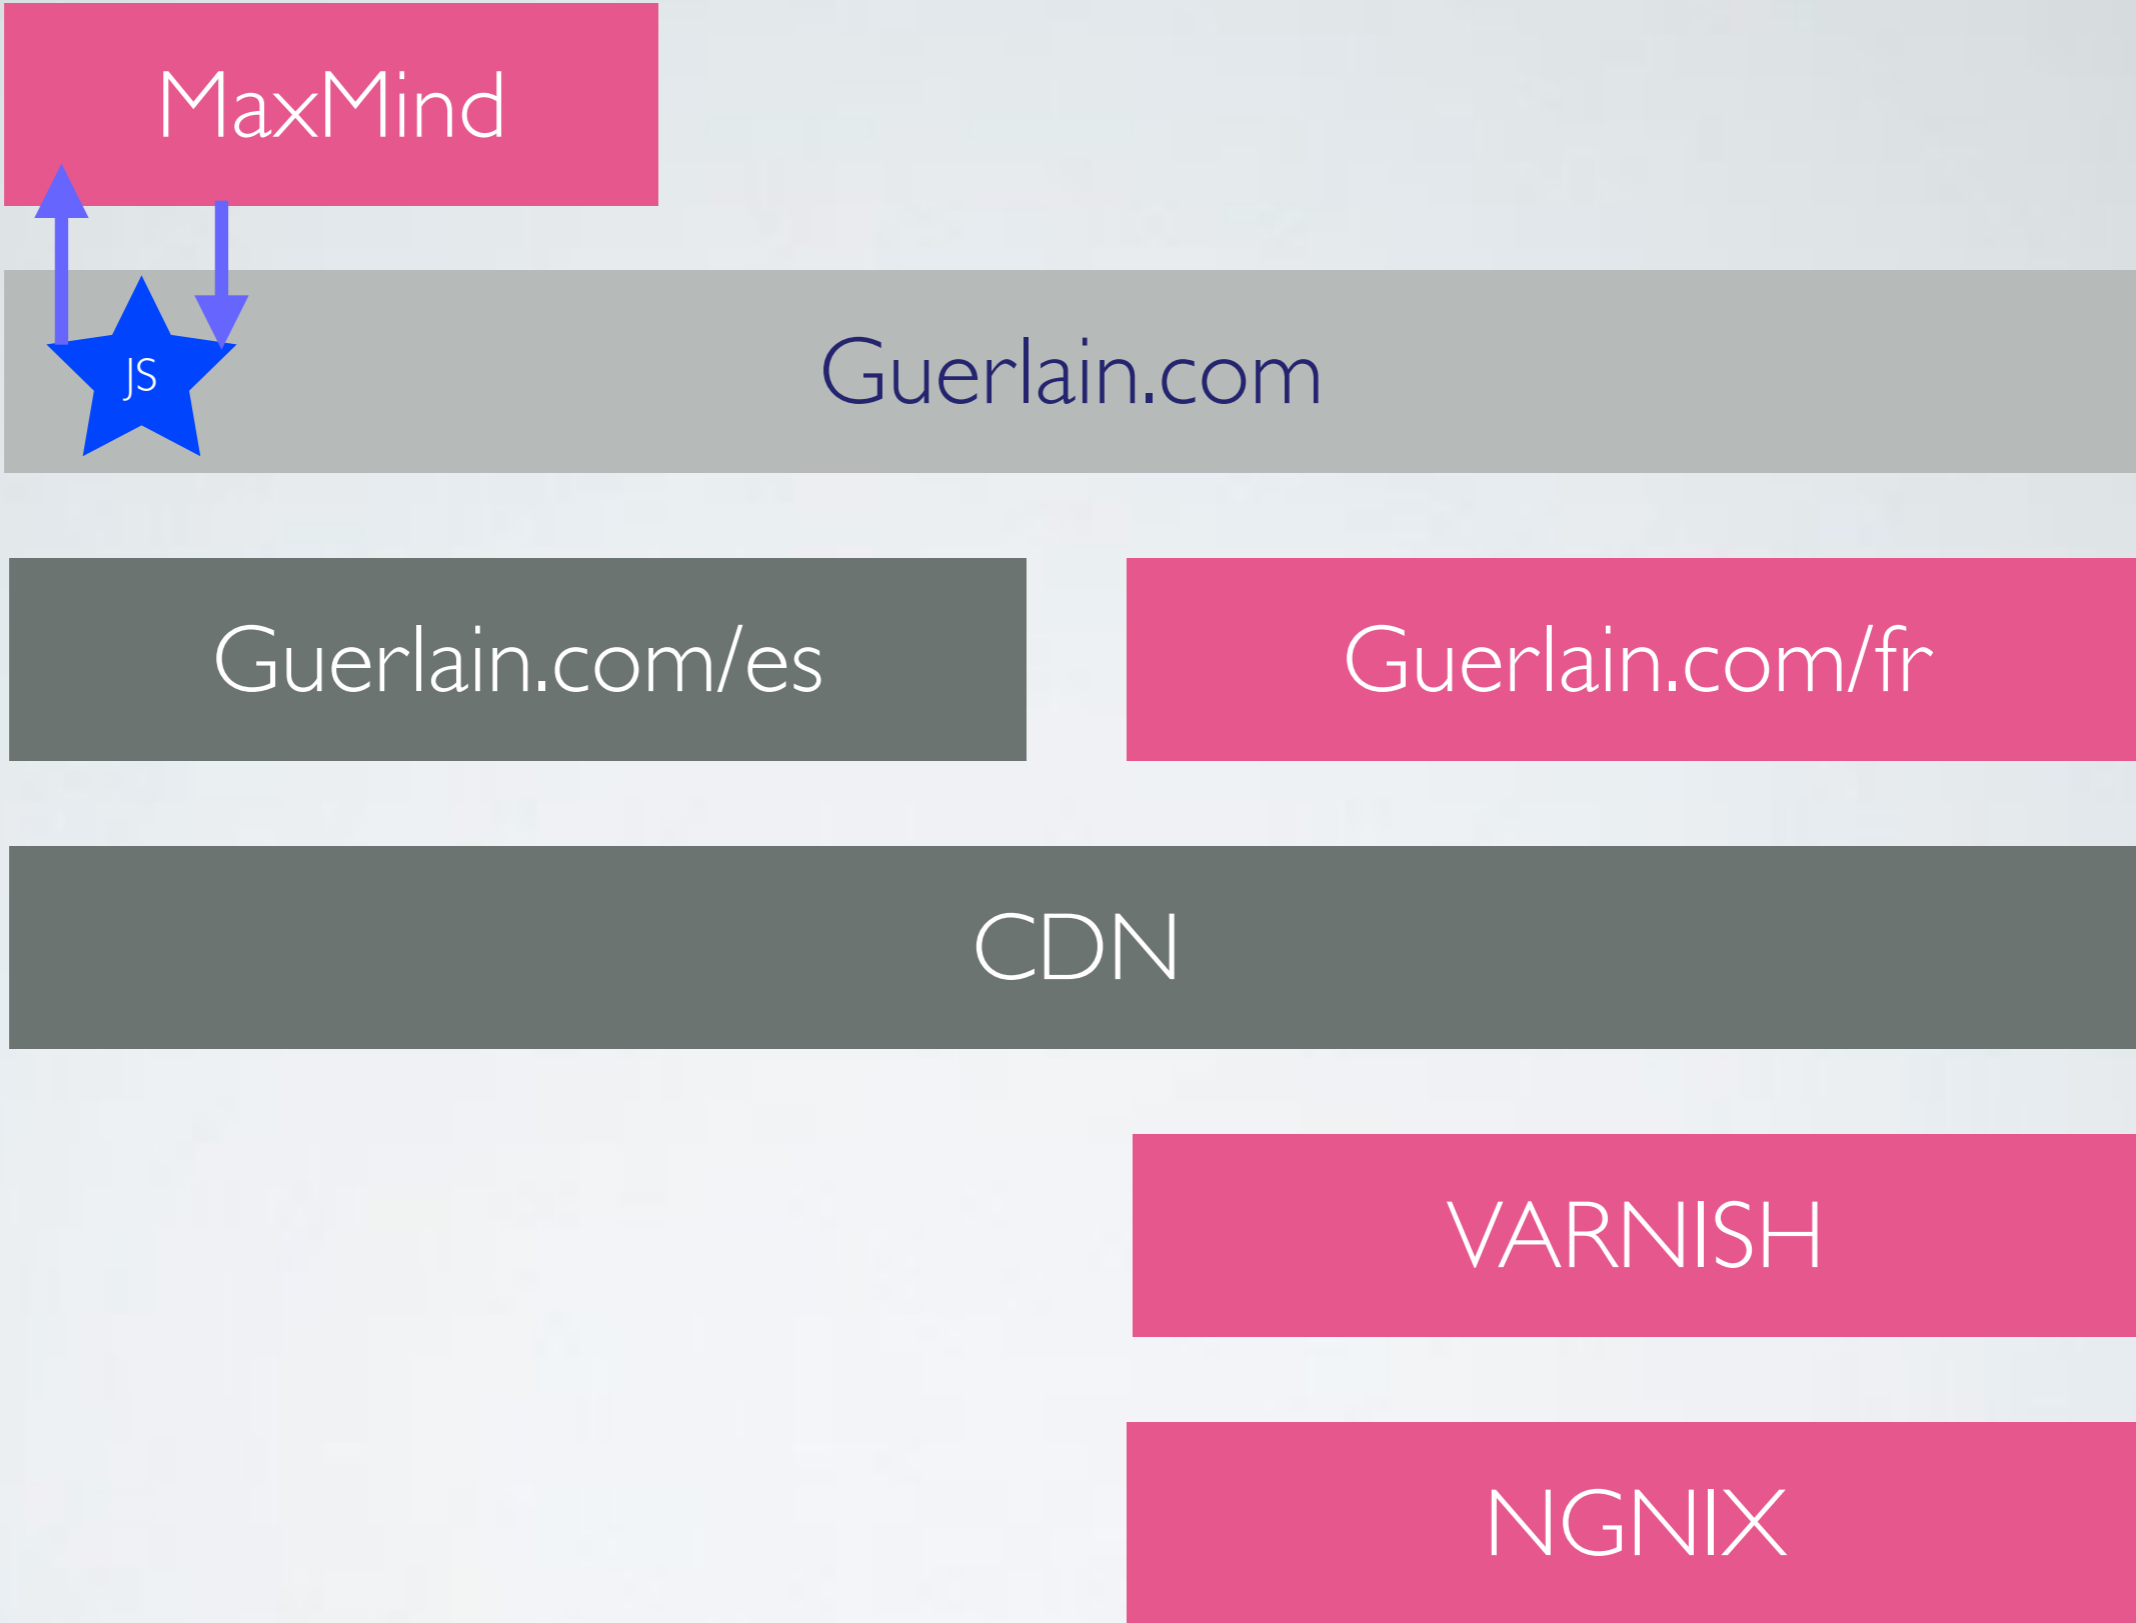 MaxMind
JS
Guerlain.com
Guerlain.com/es
Guerlain.com/fr
CDN
VARNISH
NGNIX